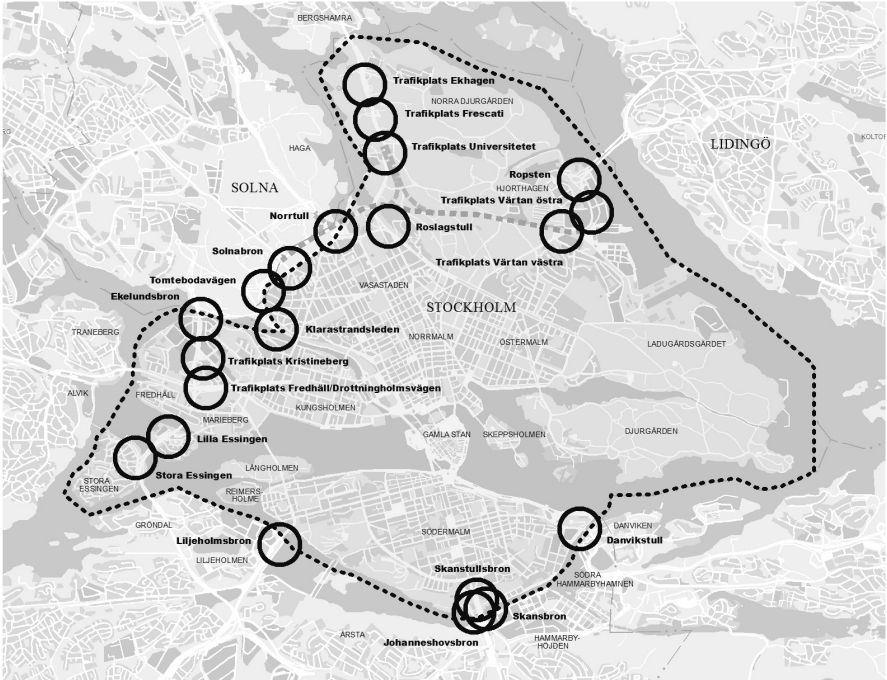 BERGSHAMRA
Trafikplats Ekhagen
NORRA DJURGÅRDEN
Trafikplats Frescati
HAGA
Trafikplats Universitetet
LIDINGÖ
KOLTOR
Ropsten
HJORTHAGEN
SOLNA
Trafikplats Värtan östra
Norrtull
Roslagstull
Solnabron
Trafikplats Värtan västra
Tomtebodavägen
VASASTADEN
Ekelundsbron
STOCKHOLM
TRANEBERG
Klarastrandsleden
NORRMALM
ÖSTERMALM
LADUGÅRDSGÄRDET
Trafikplats Kristineberg
ALVIK
FREDHÄLL
Trafikplats Fredhäll/Drottningholmsvägen
KUNGSHOLMEN
MARIEBERG
GAMLA STAN
SKEPPSHOLMEN
DJURGÅRDEN
Lilla Essingen
LÅNGHOLMEN
Stora Essingen
STORA
ESSINGEN
REIMERS-
HOLME
GRÖNDAL
SÖDERMALM
DANVIKEN
Liljeholmsbron
Danvikstull
LILJEHOLMEN
Skanstullsbron
SÖDRA
HAMMARBYHAMNEN
Skansbron
ÅRSTA
Johanneshovsbron
HAMMARBY-
HÖJDEN